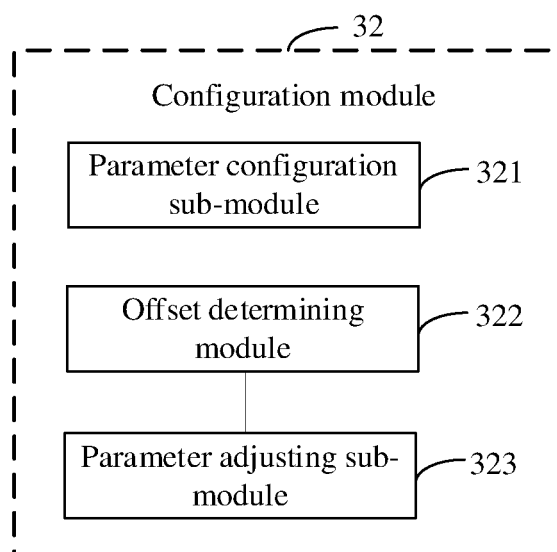 32
Configuration module
Parameter configuration
sub-module
321
Offset determining
module
322
Parameter adjusting sub-
module
323